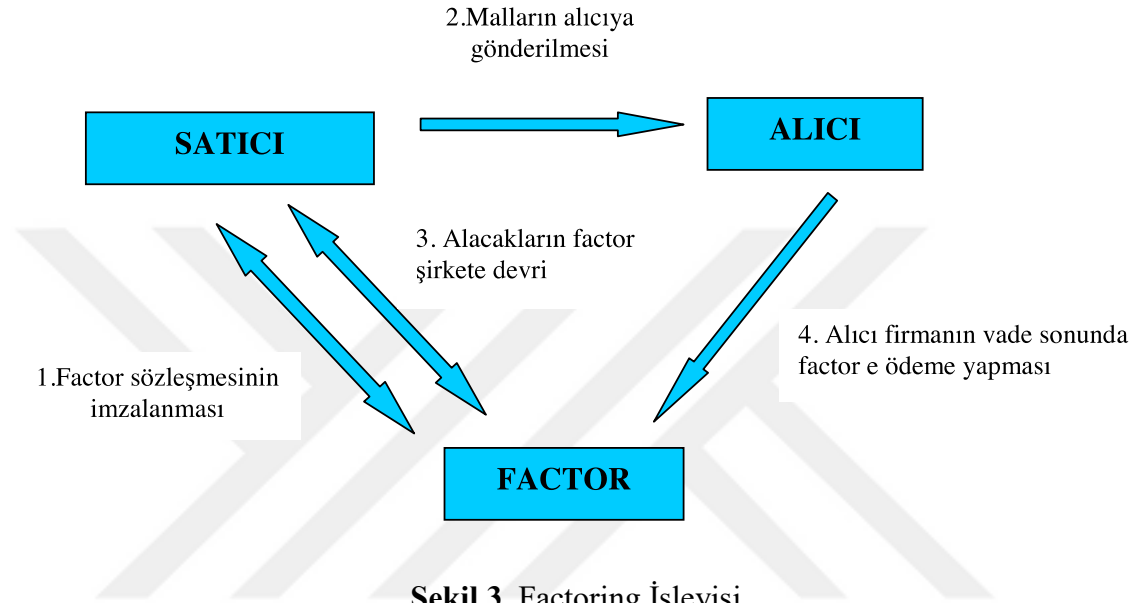 2.Malların alıcıya
gönderilmesi
SATICI
ALICI
3. Alacakların factor
şirkete devri
4. Alıcı firmanın vade sonunda
factor e ödeme yapması
1.Factor sözleşmesinin
imzalanması
FACTOR
Şekil 3. Factoring İşleyişi